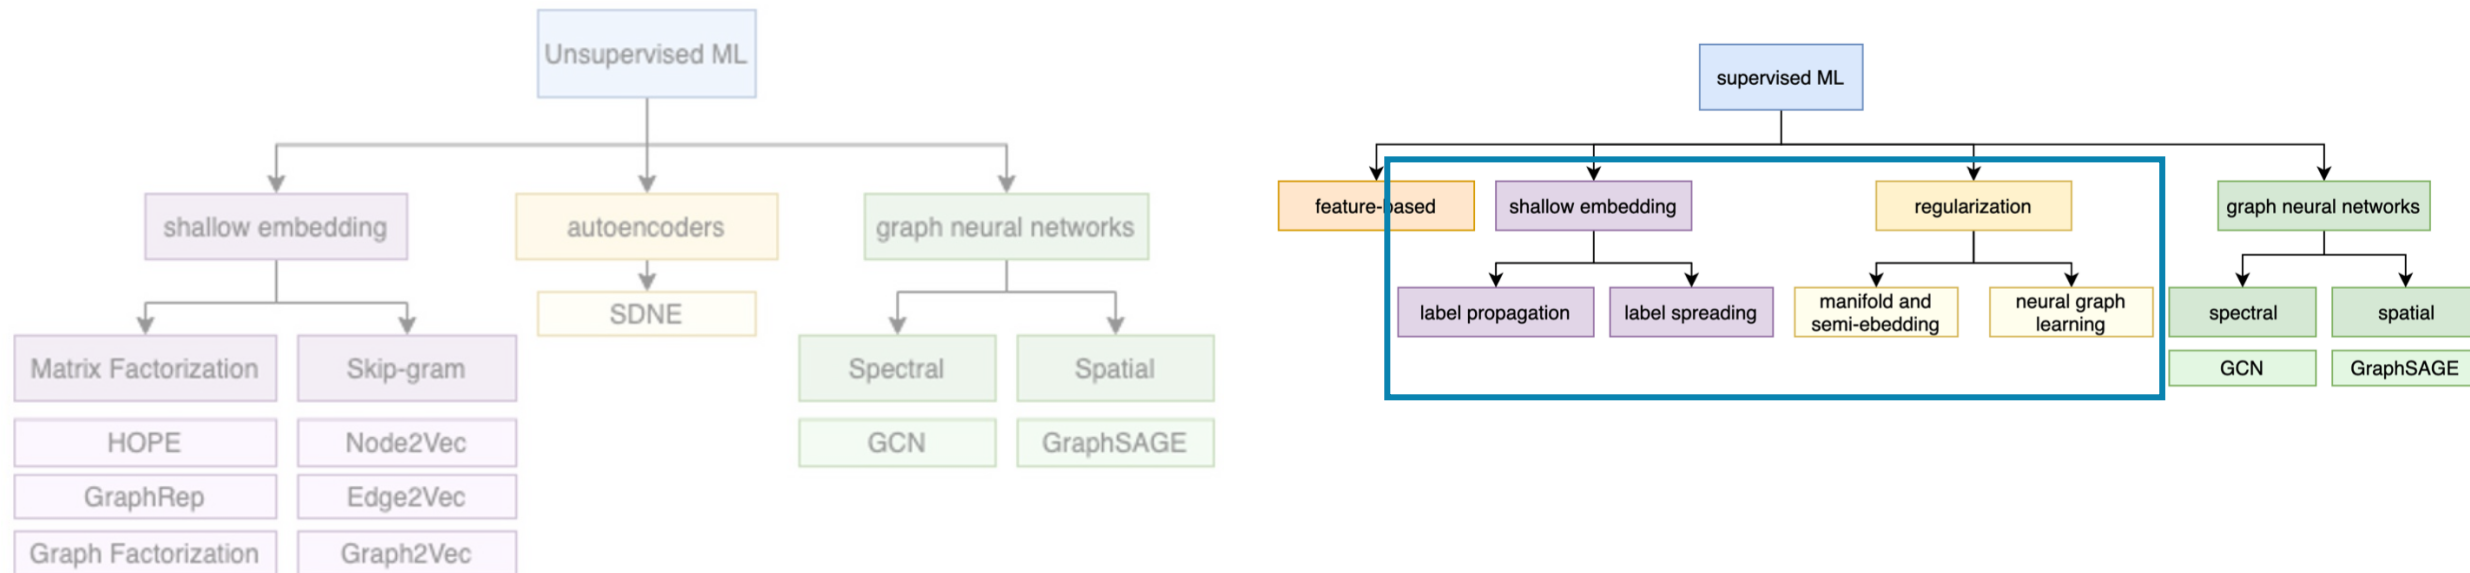 Unsupervised ML
shallow embedding
autoencoders
graph neural networks
SDNE
Matrix Factorization
Skip-gram
Spectral
Spatial
HOPE
Node2Vec
GCN
GraphSAGE
GraphRep
Edge2Vec
Graph Factorization
Graph2Vec
supervised ML
feature-based
shallow embedding
regularization
graph neural networks
label propagation
label spreading
manifold and
semi-ebedding
neural graph
learning
spectral
spatial
GCN
GraphSAGE